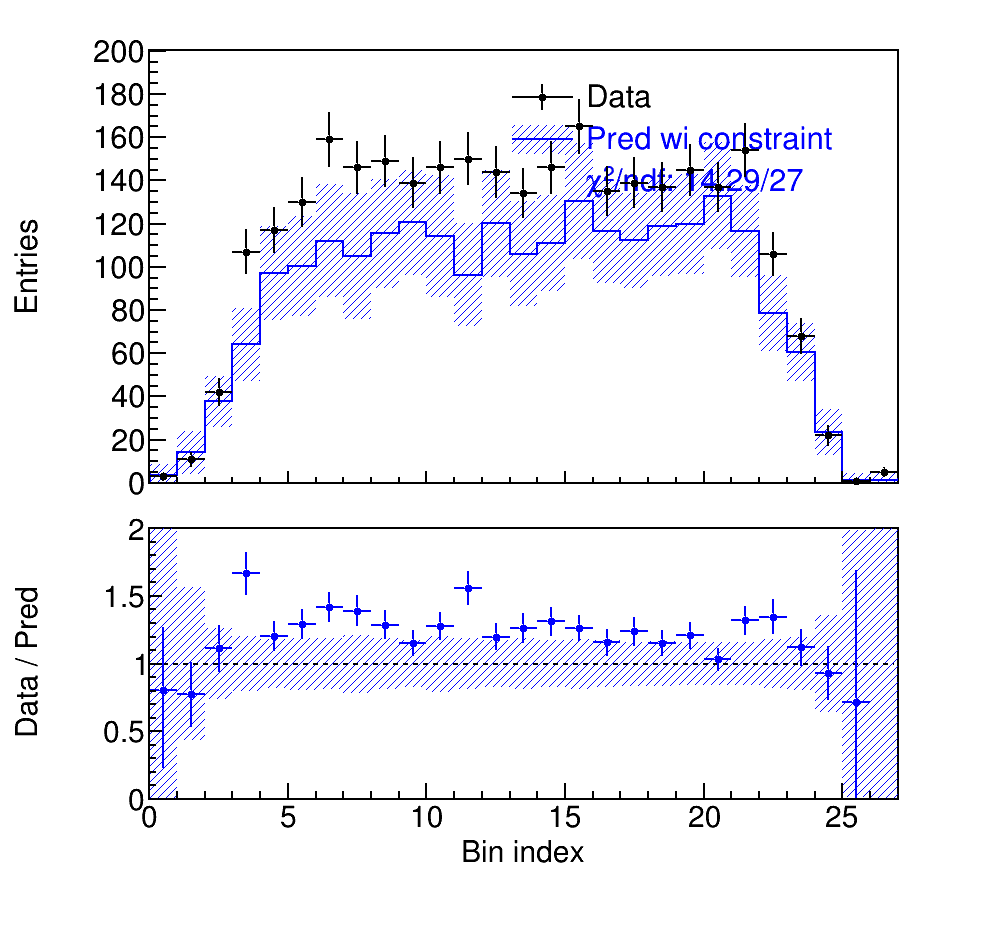 200
180
160
140
120
100
80
60
40
20
0
Entries
Data
Pred wi constraint
χ²/ndf: 14.29/27
2
1.5
1
0.5
0
Data / Pred
0 5 10 15 20 25
Bin index